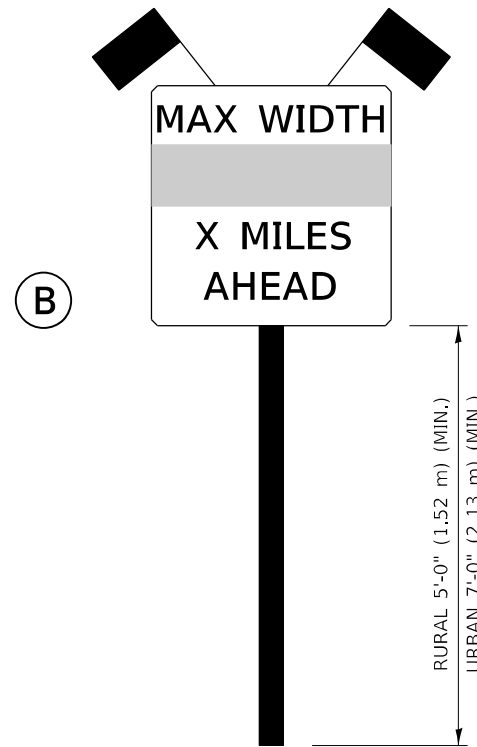 MAX WIDTH
X MILES
AHEAD
B
RURAL 5'-0" (1.52 m) (MIN.)
URBAN 7'-0" (2.13 m) (MIN.)